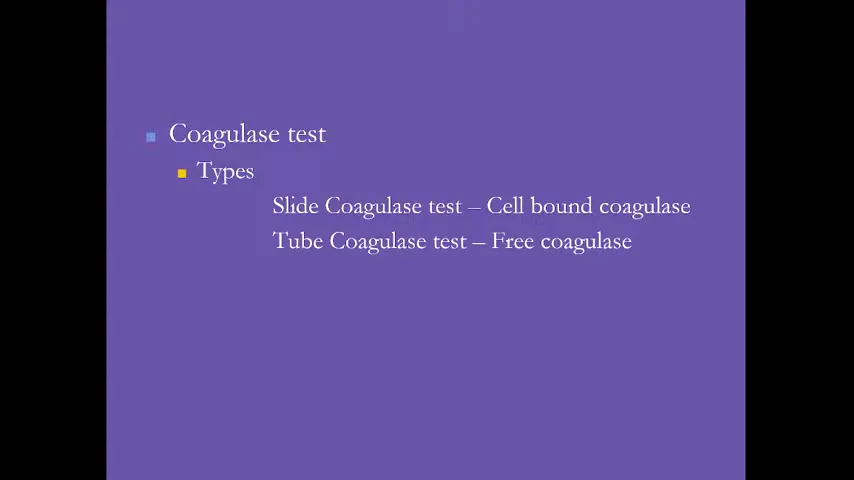 Coagulase test
Types
Slide Coagulase test – Cell bound coagulase
Tube Coagulase test – Free coagulase